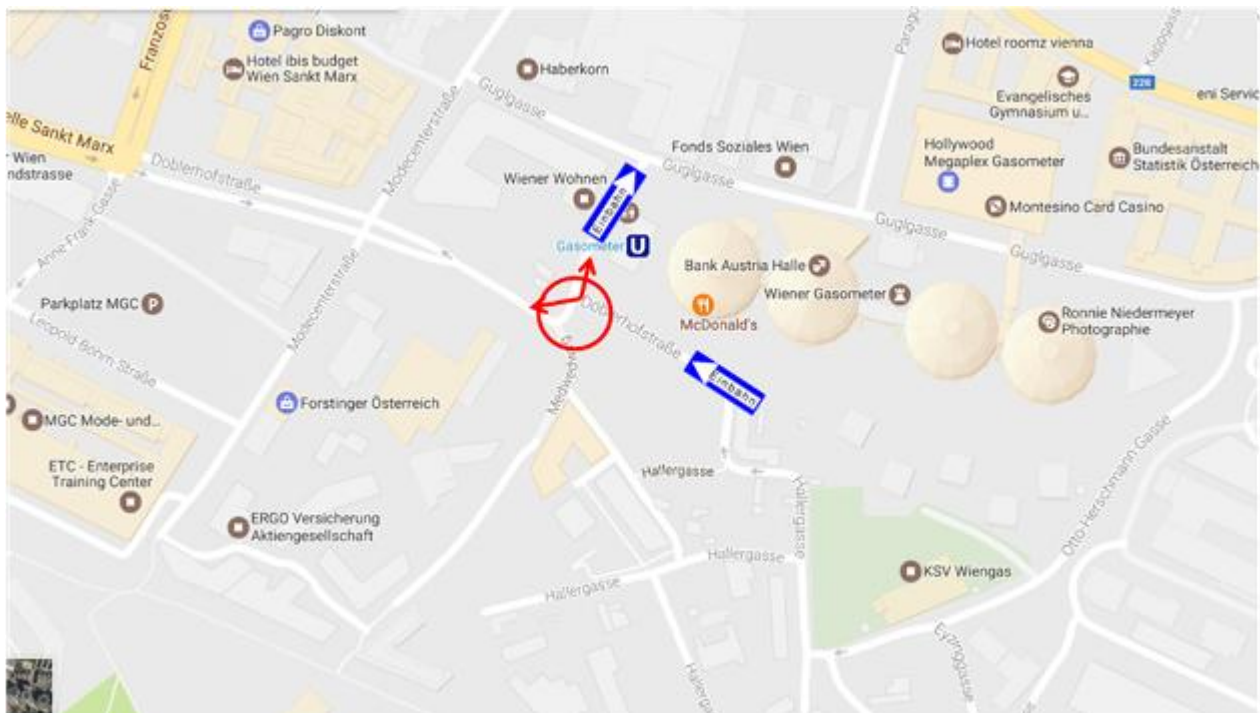 Pagro Diskont
Hotel ibis budget
Wien Sankt Marx
Haberkorn
Hotel roomz vienna
Evangelisches
Gymnasium u...
226
eni Servic
elle Sankt Marx
r Wien
ndstrasse
Doblerhofstraße
Modecenterstraße
Guglgasse
Fonds Soziales Wien
Hollywood
Megaplex Gasometer
Bundesanstalt
Statistik Österreich
Wiener Wohnen
Einbahn
Guglgasse
Montesino Card Casino
Guglgasse
Gasometer
U
Guglgasse
Anne-Frank-Gasse
Modecenterstraße
Bank Austria Halle
Wiener Gasometer
Parkplatz MGC
P
Doblerhofstraße
McDonald's
Ronnie Niedermeyer
Photographie
Leopold-Böhm-Straße
Einbahn
Forstinger Österreich
MGC Mode- und...
ETC - Enterprise
Training Center
Hallergasse
Hallergasse
Otto-Herschmann-Gasse
ERGO Versicherung
Aktiengesellschaft
Hallergasse
Hallergasse
KSV Wiengas
Eyzinggasse